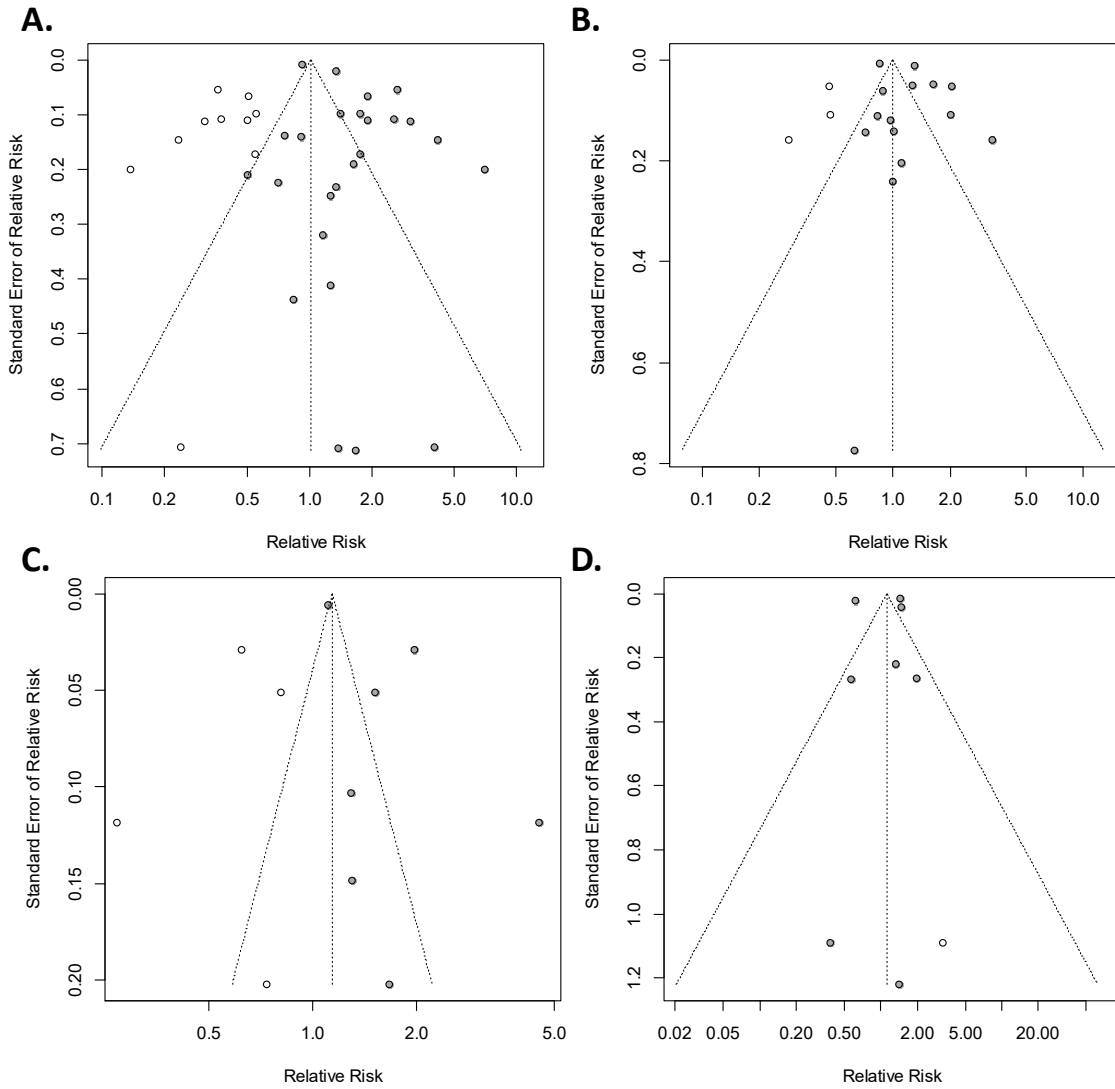 A.
0.0
0.1
0.2
0.3
0.4
0.5
0.6
0.7
Standard Error of Relative Risk
0.1 0.2 0.5 1.0 2.0 5.0 10.0
Relative Risk
B.
0.0
0.2
0.4
0.6
0.8
Standard Error of Relative Risk
0.1 0.2 0.5 1.0 2.0 5.0 10.0
Relative Risk
C.
0.00
0.05
0.10
0.15
0.20
Standard Error of Relative Risk
0.5 1.0 2.0 5.0
Relative Risk
D.
0.0
0.2
0.4
0.6
0.8
1.0
1.2
Standard Error of Relative Risk
0.02 0.05 0.20 0.50 2.00 5.00 20.00
Relative Risk